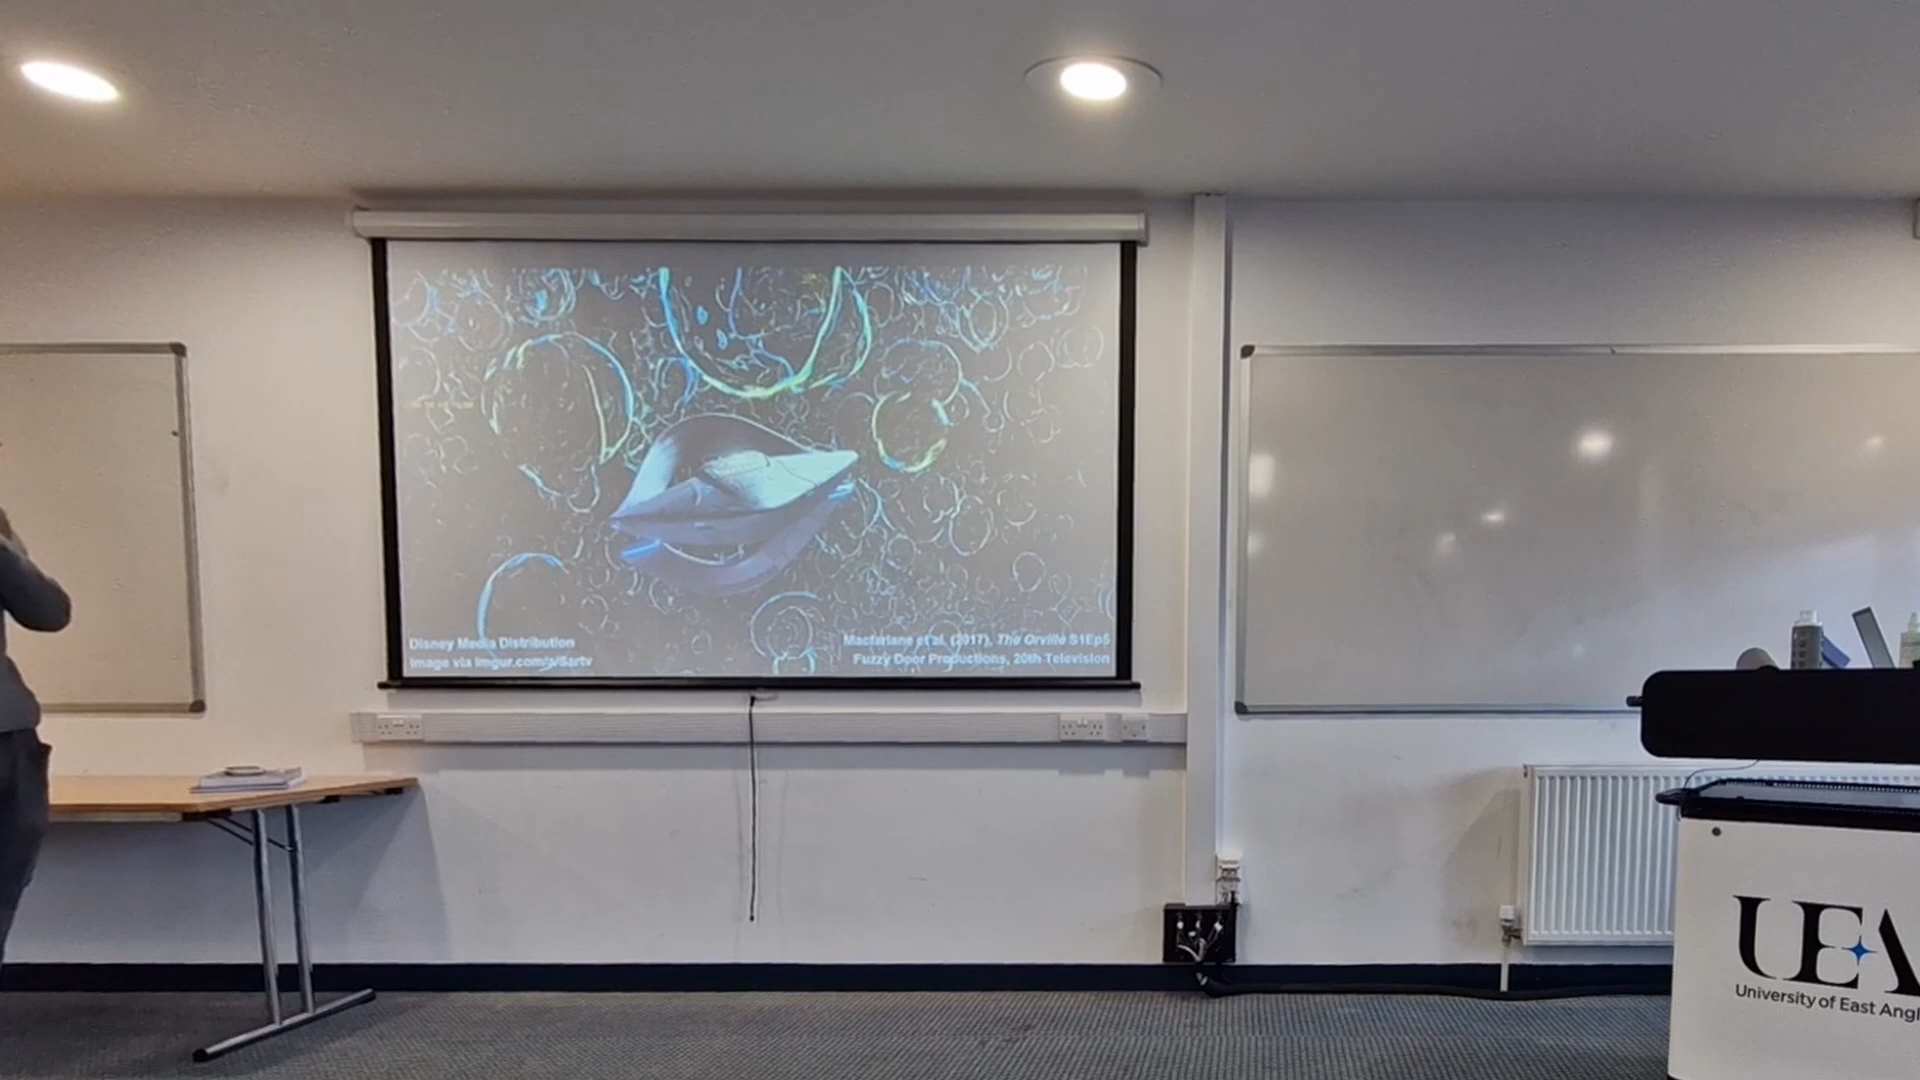 Disney Media Distribution
Image via imgur.com/a/Sartv
Macfarlane et al. (2017), The Orville S1Ep5
Fuzzy Door Productions, 20th Television
UEA
University of East Angl